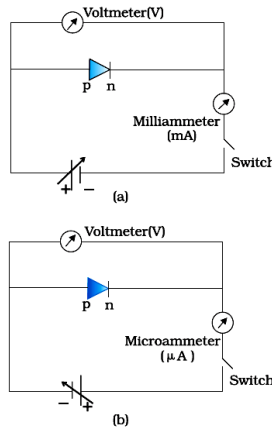 Voltmeter(V)
p n
Milliammeter
(mA)
Switch
+ –
(a)
Voltmeter(V)
p n
Microammeter
(μA)
Switch
– +
(b)